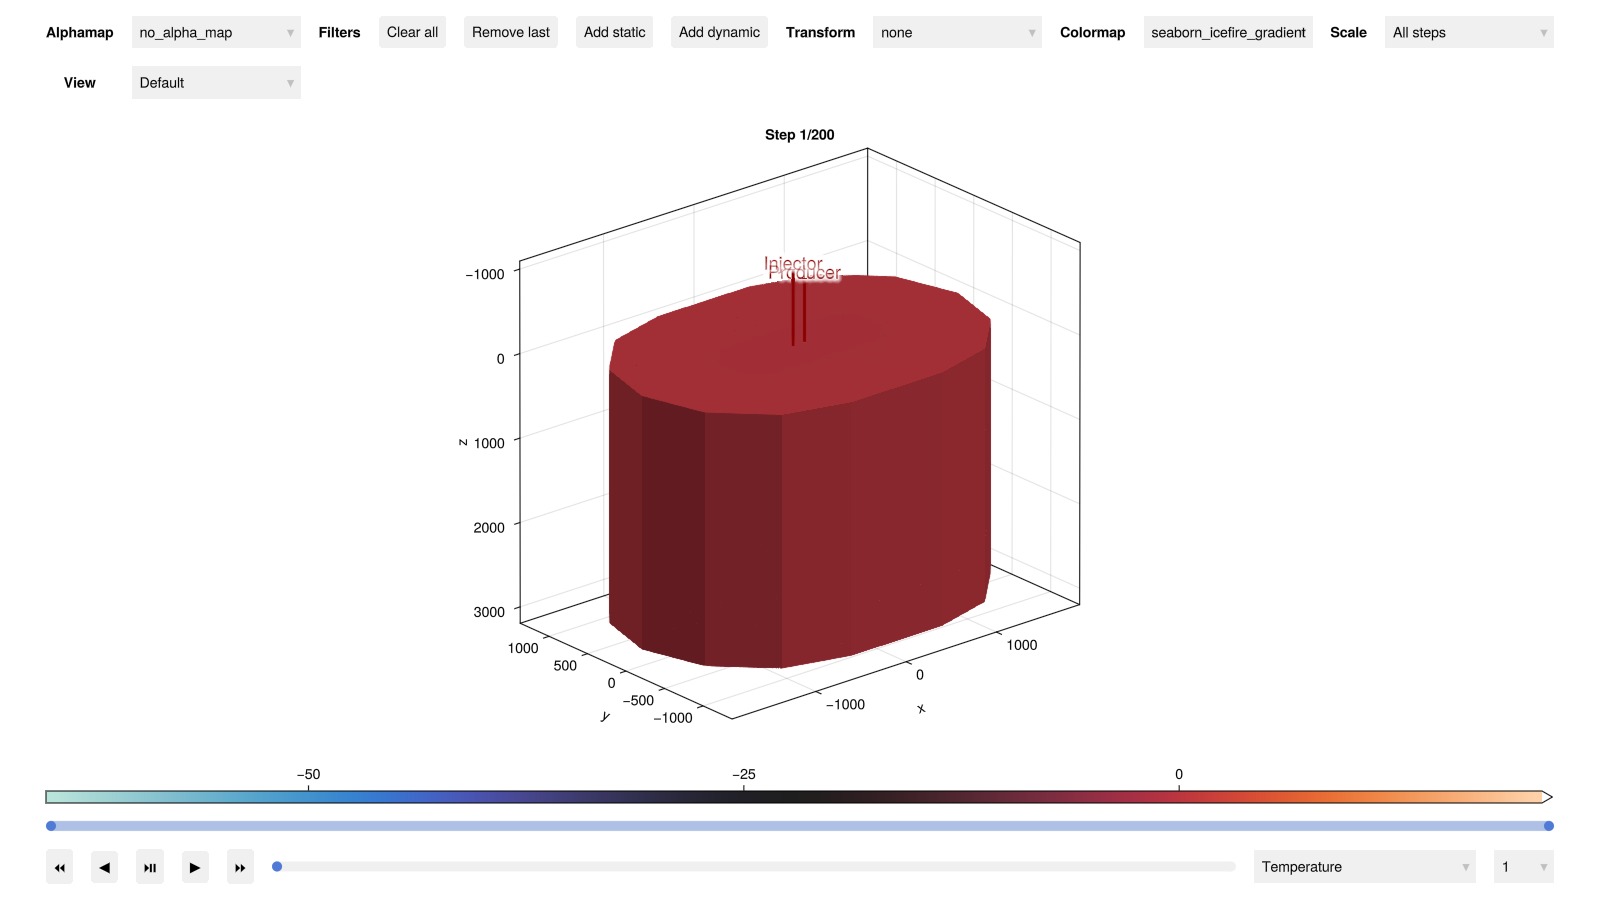 Alphamap no_alpha_map Filters Clear all Remove last Add static Add dynamic Transform none Colormap seaborn_icefire_gradient Scale All steps
View Default
Step 1/200
Injector
Producer
−1000
0
1000
2000
3000
z
1000
500
0
−500
−1000
y
−1000
0
1000
x
−50 −25 0
Temperature 1